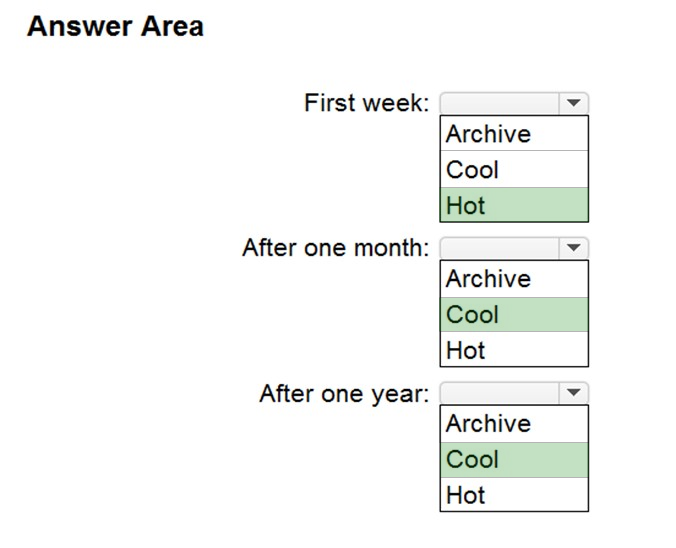 Answer Area
First week:
Archive
Cool
Hot
After one month:
Archive
Cool
Hot
After one year:
Archive
Cool
Hot